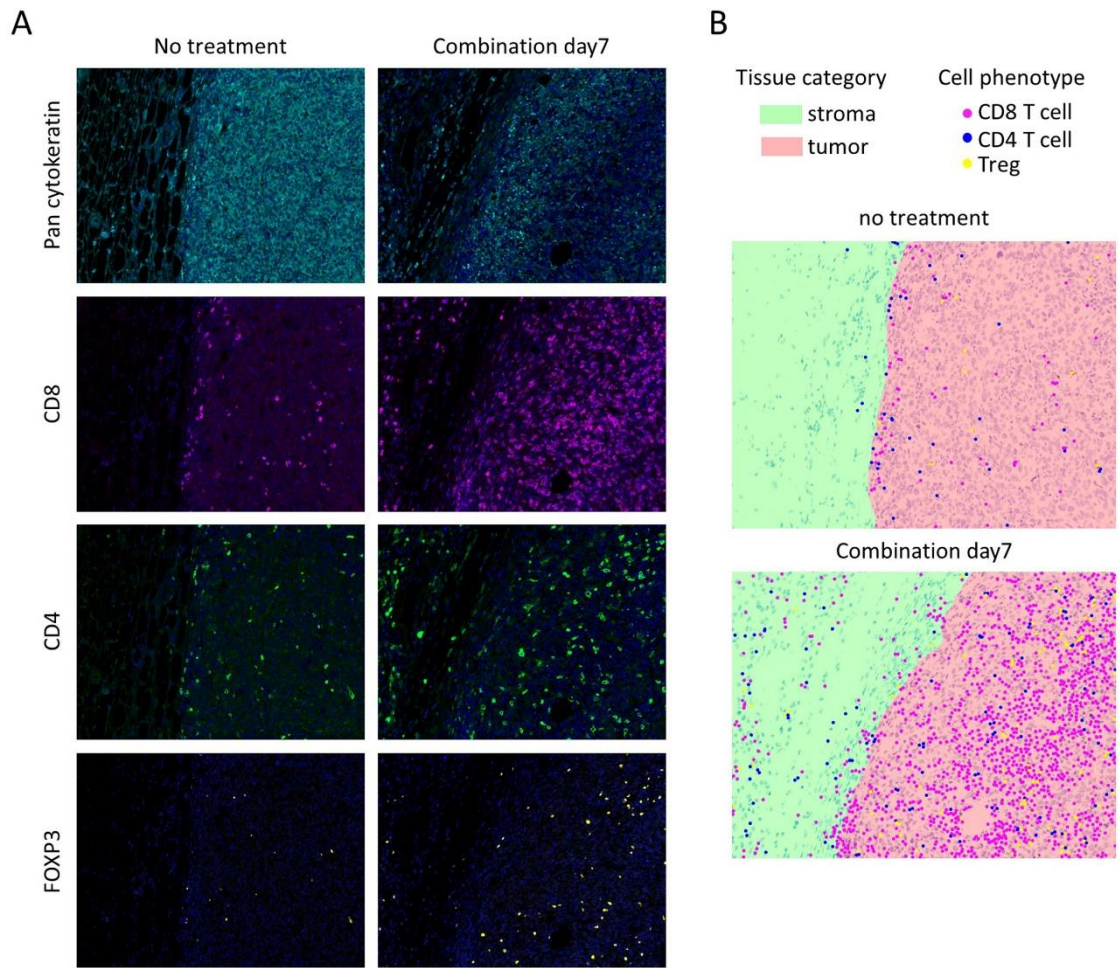 A
No treatment
Combination day7
Pan cytokeratin
CD8
CD4
FOXP3
B
Tissue category
stroma
tumor
Cell phenotype
CD8 T cell
CD4 T cell
Treg
no treatment
Combination day7